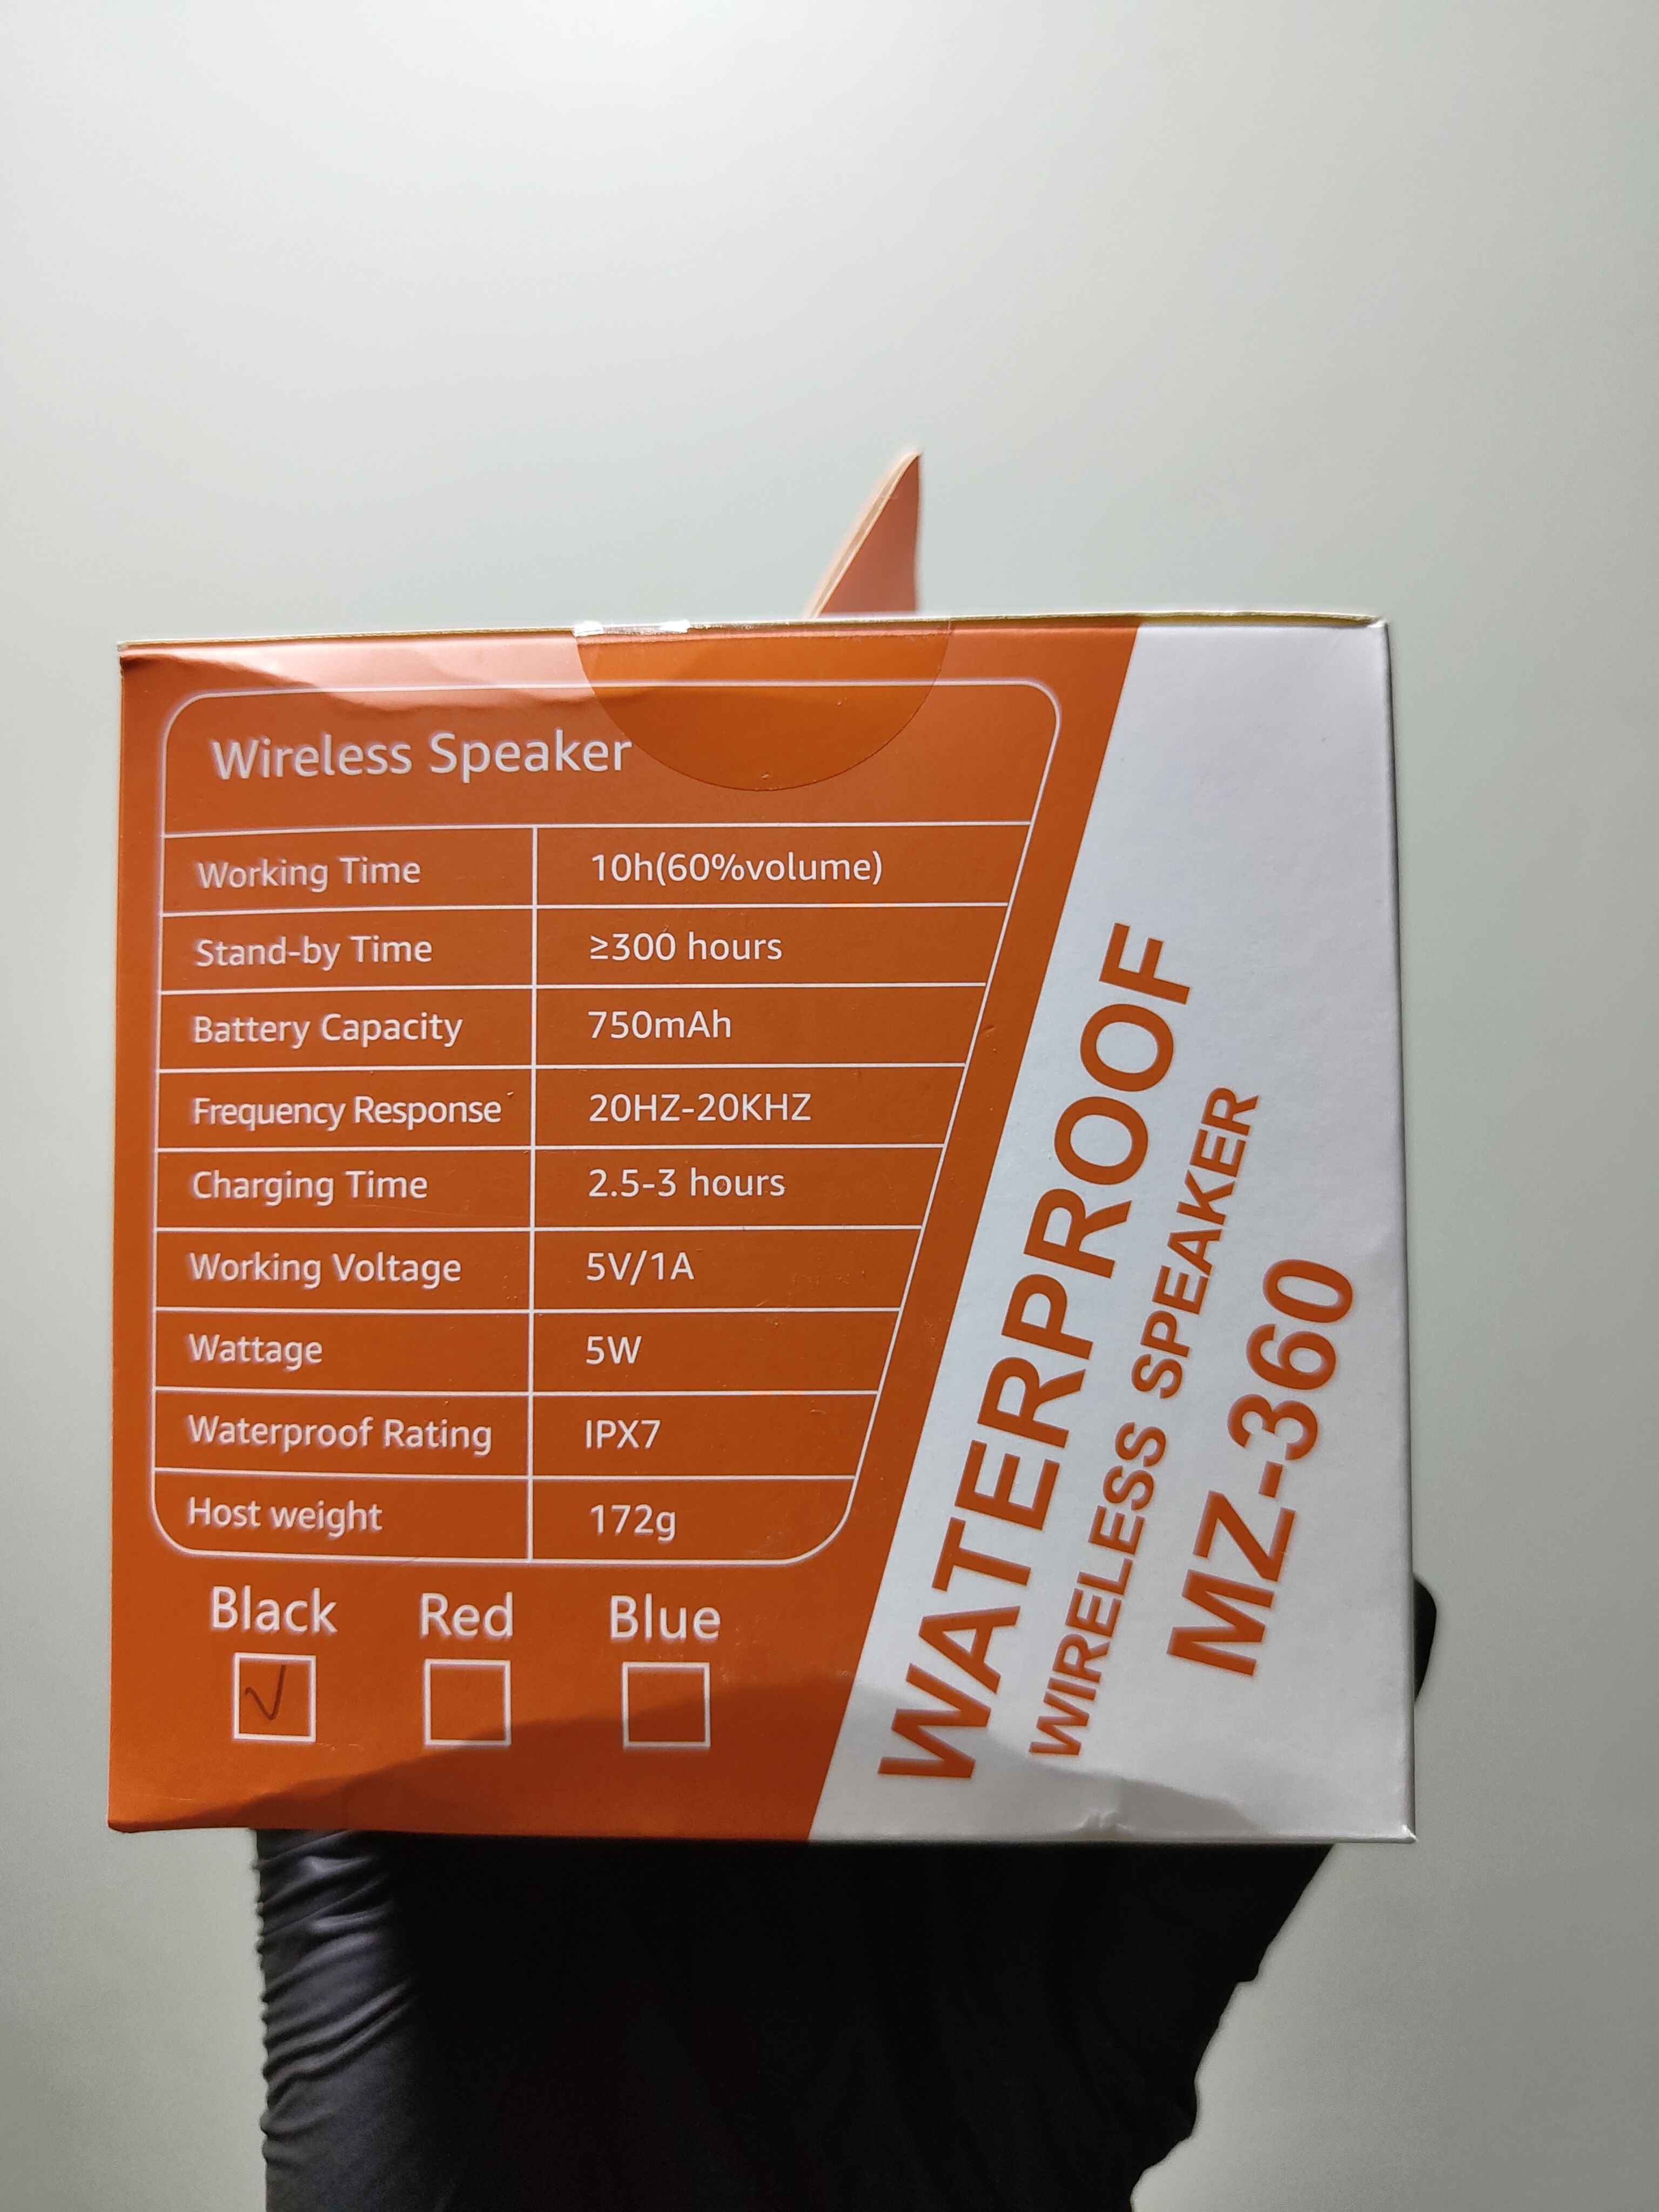 Wireless Speaker
Working Time 10h(60%volume)
Stand-by Time ≥300 hours
Battery Capacity 750mAh
Frequency Response 20HZ-20KHZ
Charging Time 2.5-3 hours
Working Voltage 5V/1A
Wattage 5W
Waterproof Rating IPX7
Host weight 172g
Black Red Blue
WATERPROOF
WIRELESS SPEAKER
MZ-360